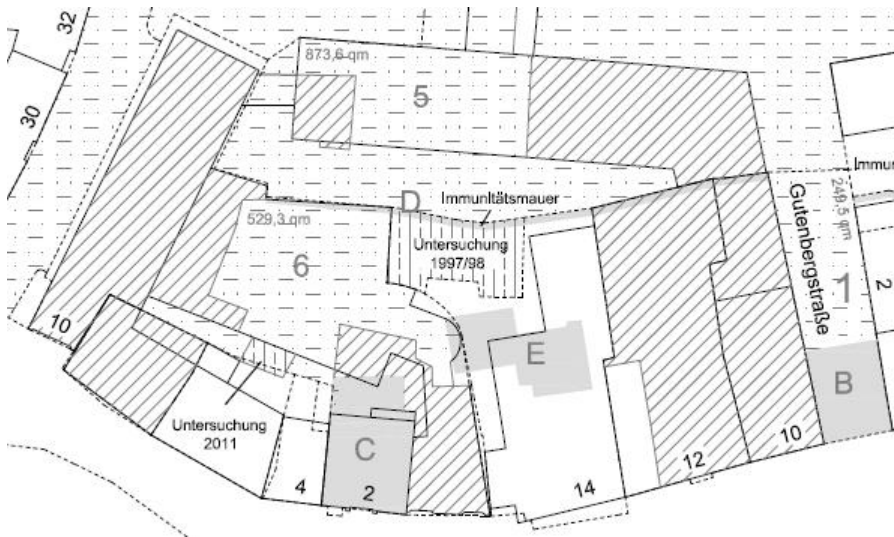 32
873,6 qm
12
5
30
Immun
D
Immunitätsmauer
Gutenbergstraße
249,5 qm
529,3 qm
Untersuchung
1997/98
6
1
2
10
E
B
Untersuchung
2011
C
4
2
14
12
10